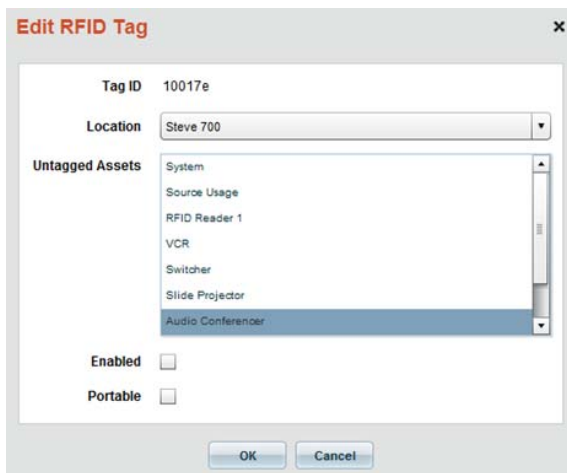 Edit RFID Tag
Tag ID 10017e
Location Steve 700
Untagged Assets System
Source Usage
RFID Reader 1
VCR
Switcher
Slide Projector
Audio Conferencer
Enabled
Portable
OK Cancel